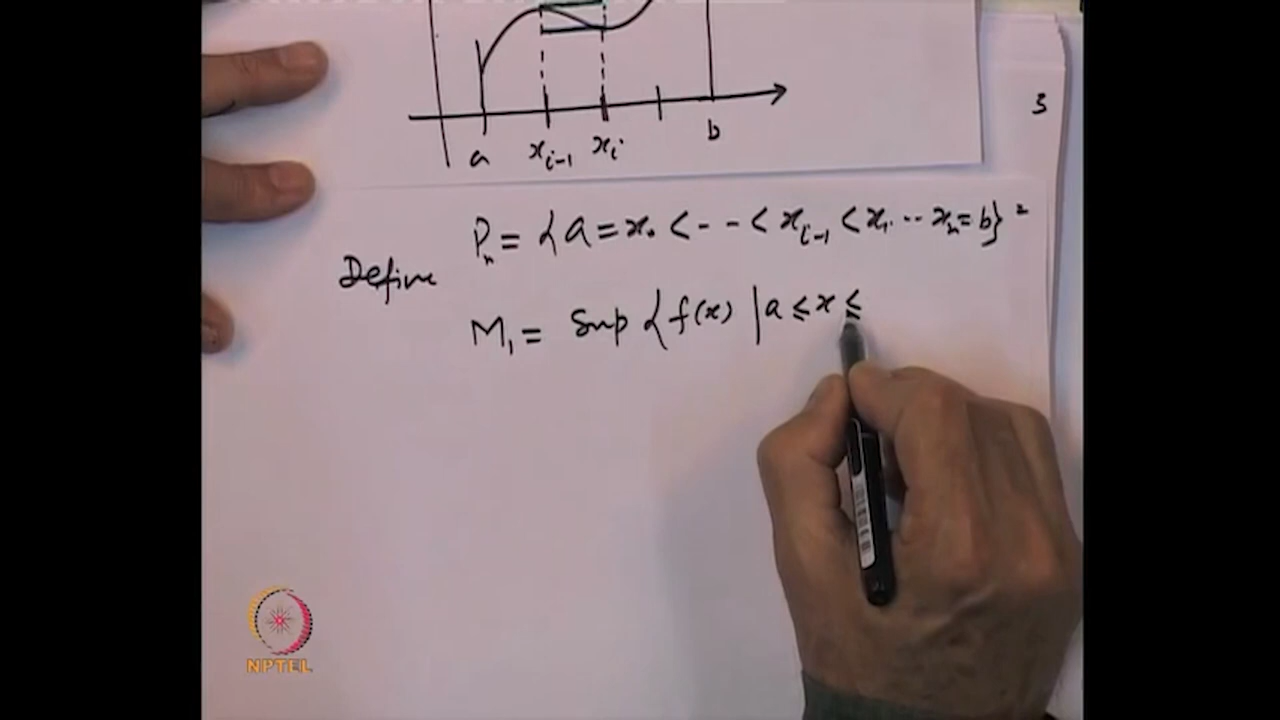 3
a x_{i-1} x_i b
P_n = { a = x_0 < - - < x_{i-1} < x_i .. x_n = b }
Define
M_1 = Sup { f(x) | a ≤ x ≤
NPTEL